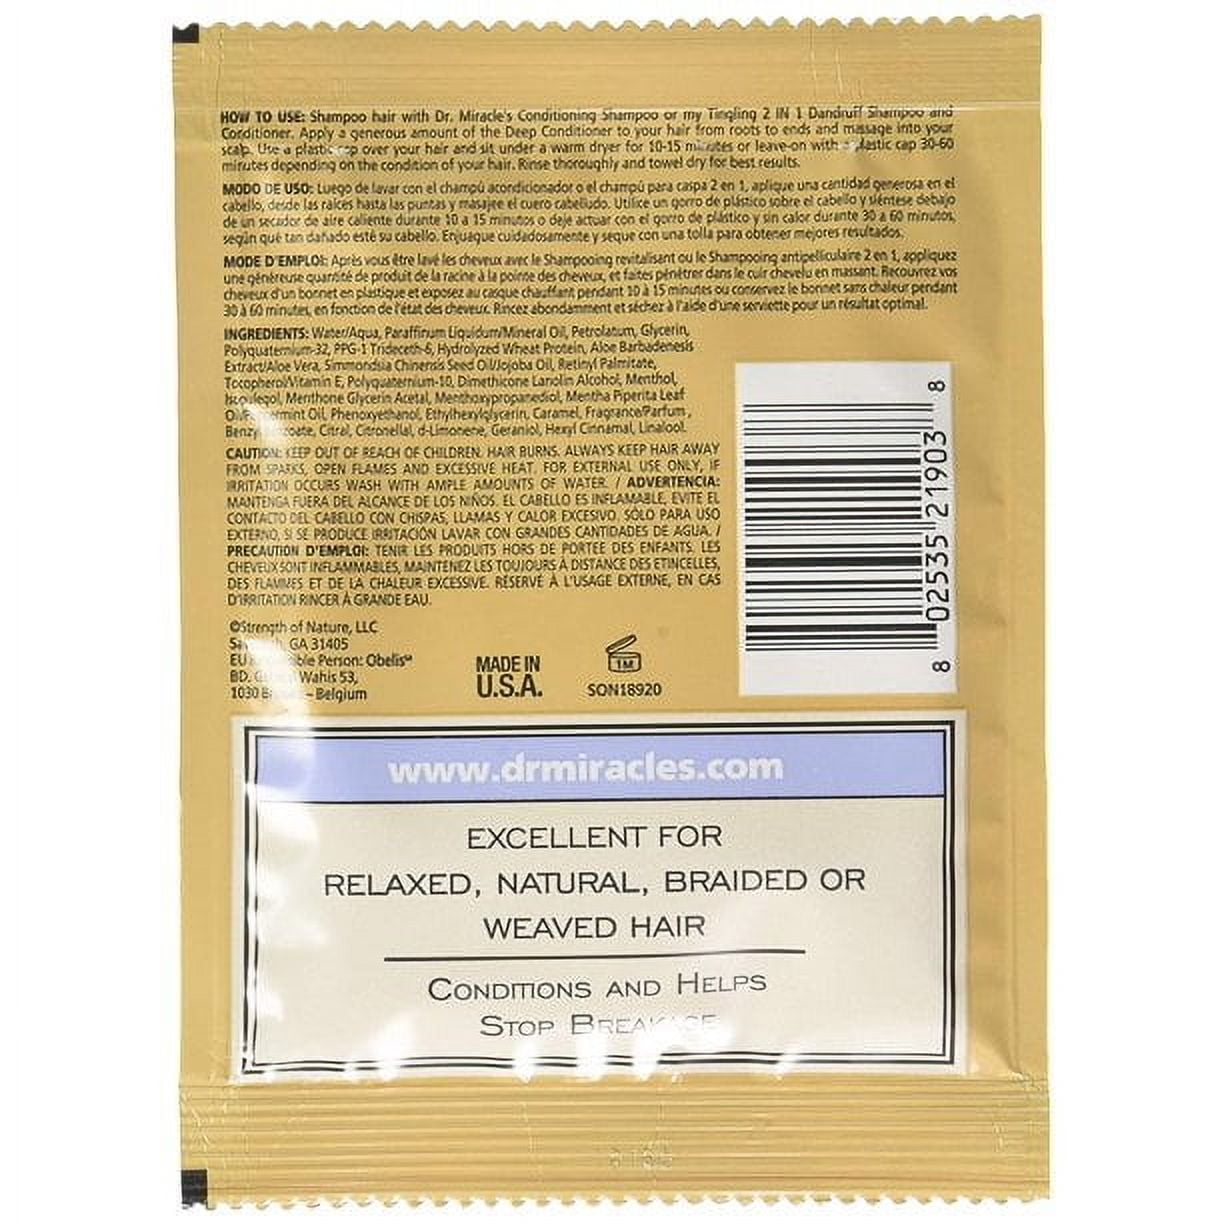 HOW TO USE: Shampoo hair with Dr. Miracle's Conditioning Shampoo or my Tingling 2 IN 1 Dandruff Shampoo and
Conditioner. Apply a generous amount of the Deep Conditioner to your hair from roots to ends and massage into your
scalp. Use a plastic cap over your hair and sit under a warm dryer for 10-15 minutes or leave-on with a plastic cap 30-60
minutes depending on the condition of your hair. Rinse thoroughly and towel dry for best results.
MODO DE USO: Luego de lavar con el champú acondicionador o el champú para caspa 2 en 1, aplique una cantidad generosa en el
cabello, desde las raíces hasta las puntas y masajee el cuero cabelludo. Utilice un gorro de plástico sobre el cabello y siéntese debajo
de un secador de aire caliente durante 10 a 15 minutos o deje actuar con el gorro de plástico y sin calor durante 30 a 60 minutos,
según qué tan dañado esté su cabello. Enjuague cuidadosamente y seque con una tolla para obtener mejores resultados.
MODE D'EMPLOI: Après vous être lavé les cheveux avec le Shampooing revitalisant ou le Shampooing antipelliculaire 2 en 1, appliquez
une généreuse quantité de produit de la racine à la pointe des cheveux, et faites pénétrer dans le cuir chevelu en massant. Recouvrez vos
cheveux d'un bonnet en plastique et exposez au casque chauffant pendant 10 à 15 minutes ou conservez le bonnet sans chaleur pendant
30 à 60 minutes, en fonction de l'état des cheveux. Rincez abondamment et séchez à l'aide d'une serviette pour un résultat optimal.
INGREDIENTS: Water/Aqua, Paraffinum Liquidum/Mineral Oil, Petrolatum, Glycerin,
Polyquaternium-32, PPG-1 Trideceth-6, Hydrolyzed Wheat Protein, Aloe Barbadenesis
Extract/Aloe Vera, Simmondsia Chinensis Seed Oil/Jojoba Oil, Retinyl Palmitate,
Tocopherol/Vitamin E, Polyquaternium-10, Dimethicone Lanolin Alcohol, Menthol,
Isopulegol, Menthone Glycerin Acetal, Menthoxypropanediol, Mentha Piperita Leaf
Oil/Peppermint Oil, Phenoxyethanol, Ethylhexylglycerin, Caramel, Fragrance/Parfum,
Benzyl Benzoate, Citral, Citronellal, d-Limonene, Geraniol, Hexyl Cinnamal, Linalool.
CAUTION: KEEP OUT OF REACH OF CHILDREN. HAIR BURNS. ALWAYS KEEP HAIR AWAY
FROM SPARKS, OPEN FLAMES AND EXCESSIVE HEAT. FOR EXTERNAL USE ONLY, IF
IRRITATION OCCURS WASH WITH AMPLE AMOUNTS OF WATER. / ADVERTENCIA:
MANTENGA FUERA DEL ALCANCE DE LOS NIÑOS. EL CABELLO ES INFLAMABLE, EVITE EL
CONTACTO DEL CABELLO CON CHISPAS, LLAMAS Y CALOR EXCESIVO. SÓLO PARA USO
EXTERNO, SI SE PRODUCE IRRITACIÓN LAVAR CON GRANDES CANTIDADES DE AGUA. /
PRECAUTION D'EMPLOI: TENIR LES PRODUITS HORS DE PORTEE DES ENFANTS. LES
CHEVEUX SONT INFLAMMABLES, MAINTENEZ LES TOUJOURS À DISTANCE DES ETINCELLES,
DES FLAMMES ET DE LA CHALEUR EXCESSIVE. RÉSERVÉ À L'USAGE EXTERNE, EN CAS
D'IRRITATION RINCER À GRANDE EAU.
©Strength of Nature, LLC
GA 31405
EU Responsible Person: Obelis℠
BD. Wahis 53,
1030 – Belgium
MADE IN
U.S.A.
1M
SON18920
8 02535 21903 8
www.drmiracles.com
EXCELLENT FOR
RELAXED, NATURAL, BRAIDED OR
WEAVED HAIR
CONDITIONS AND HELPS
STOP BREAKAGE